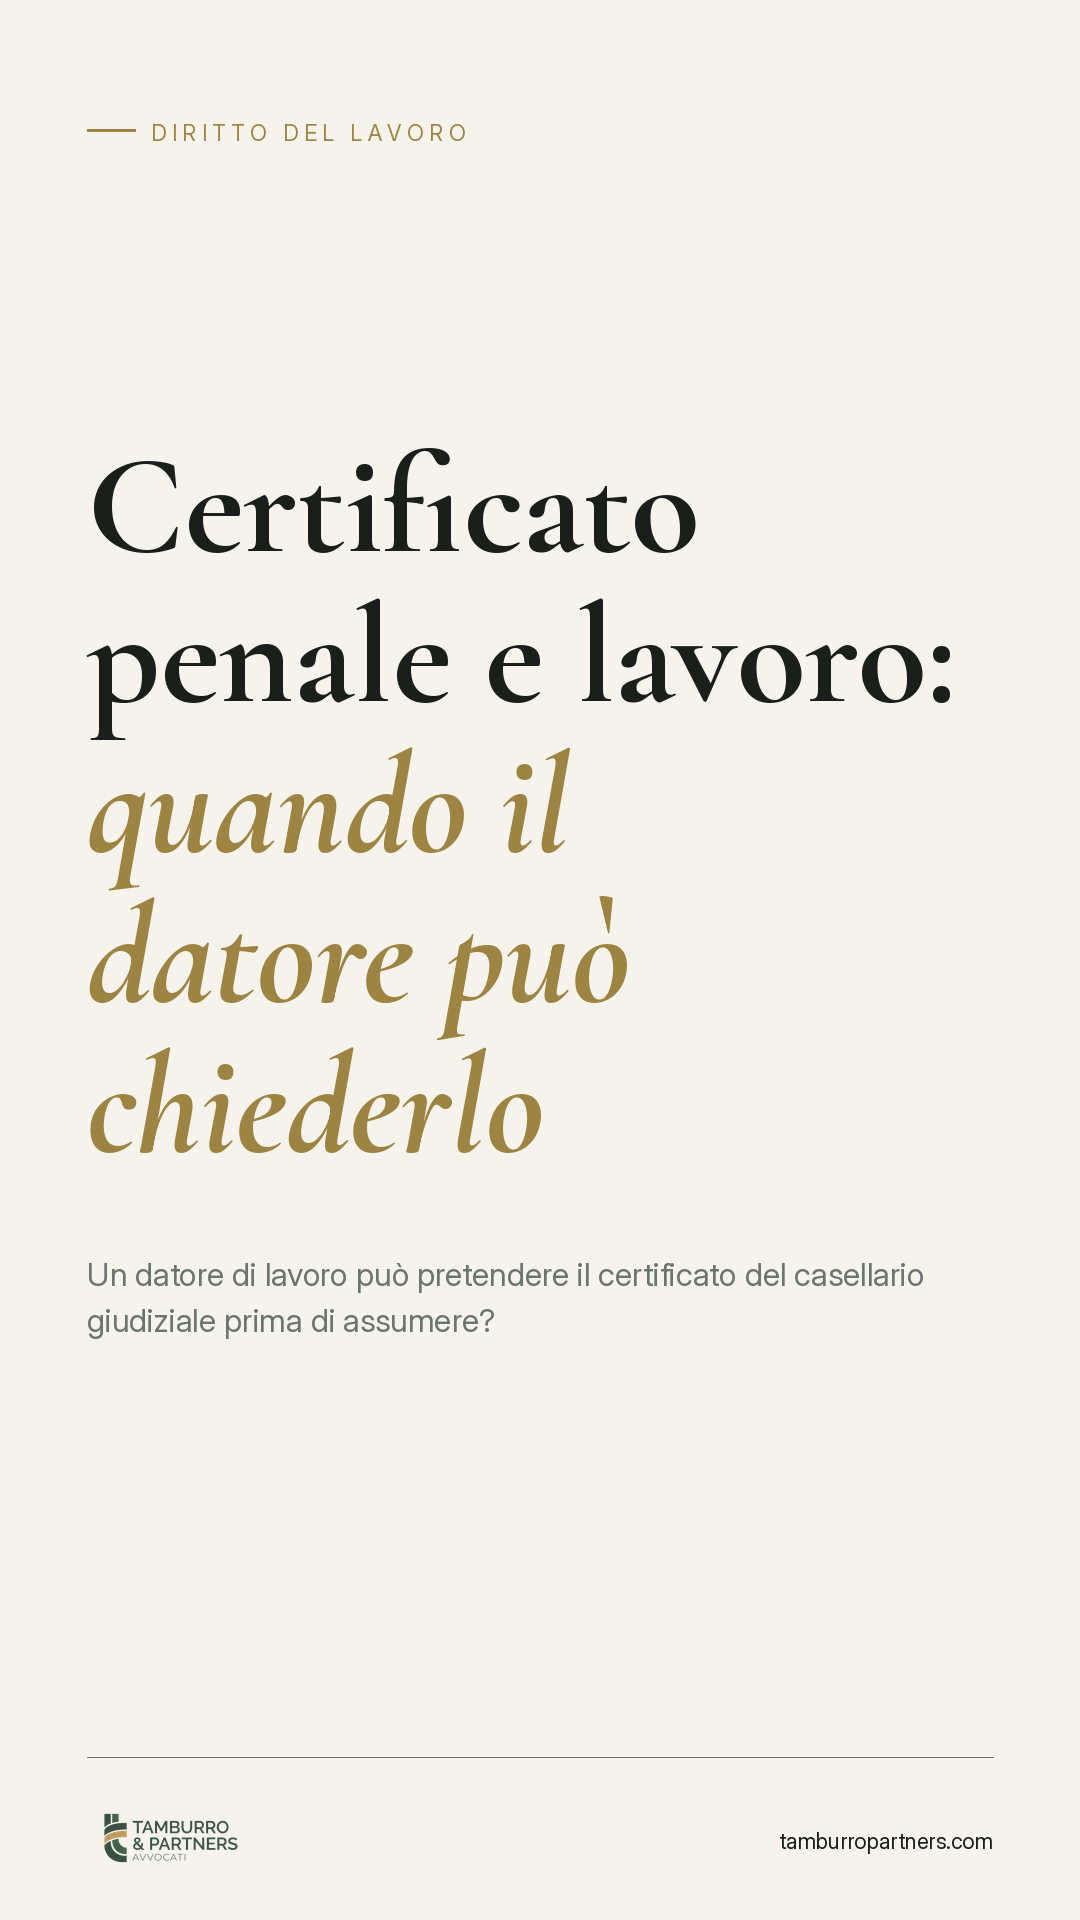 DIRITTO DEL LAVORO
Certificato
penale e lavoro:
quando il
datore può
chiederlo
Un datore di lavoro può pretendere il certificato del casellario
giudiziale prima di assumere?
TAMBURRO
& PARTNERS
AVVOCATI
tamburropartners.com